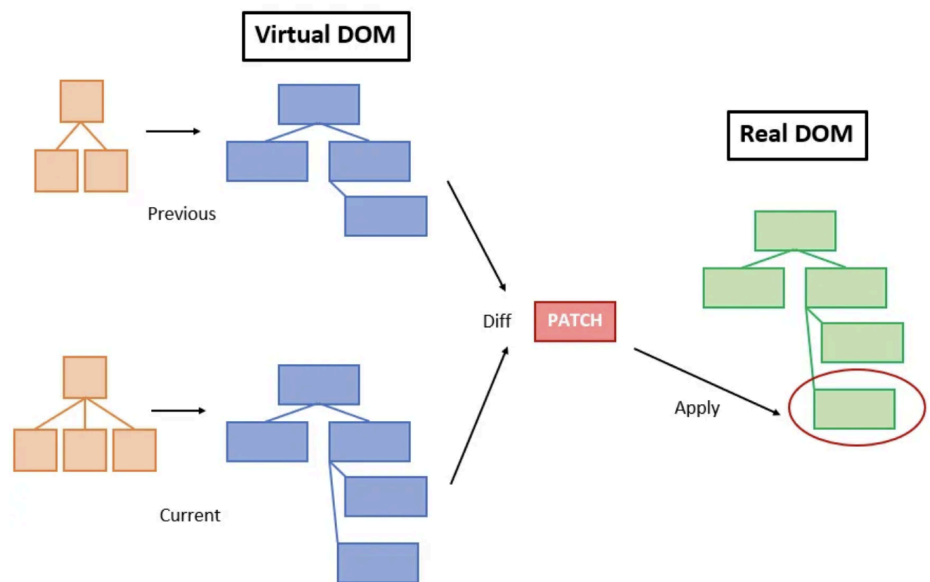 Virtual DOM
Real DOM
Previous
Diff
PATCH
Apply
Current